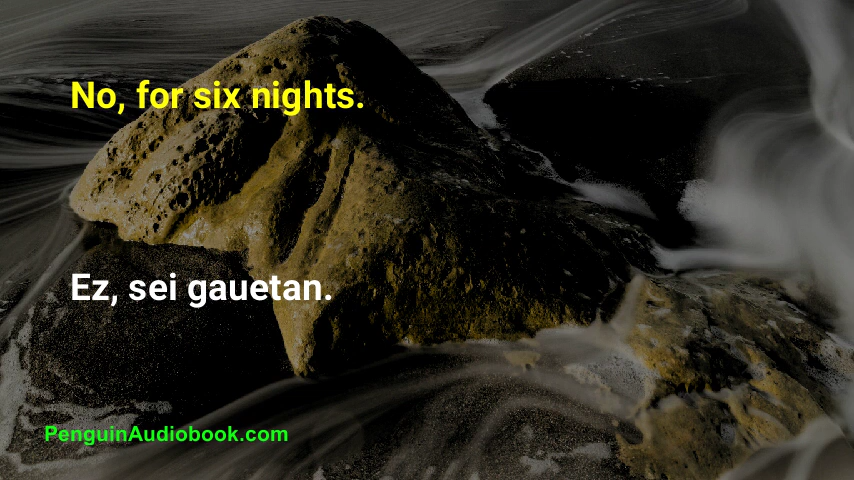 No, for six nights.
Ez, sei gauetan.
PenguinAudiobook.com